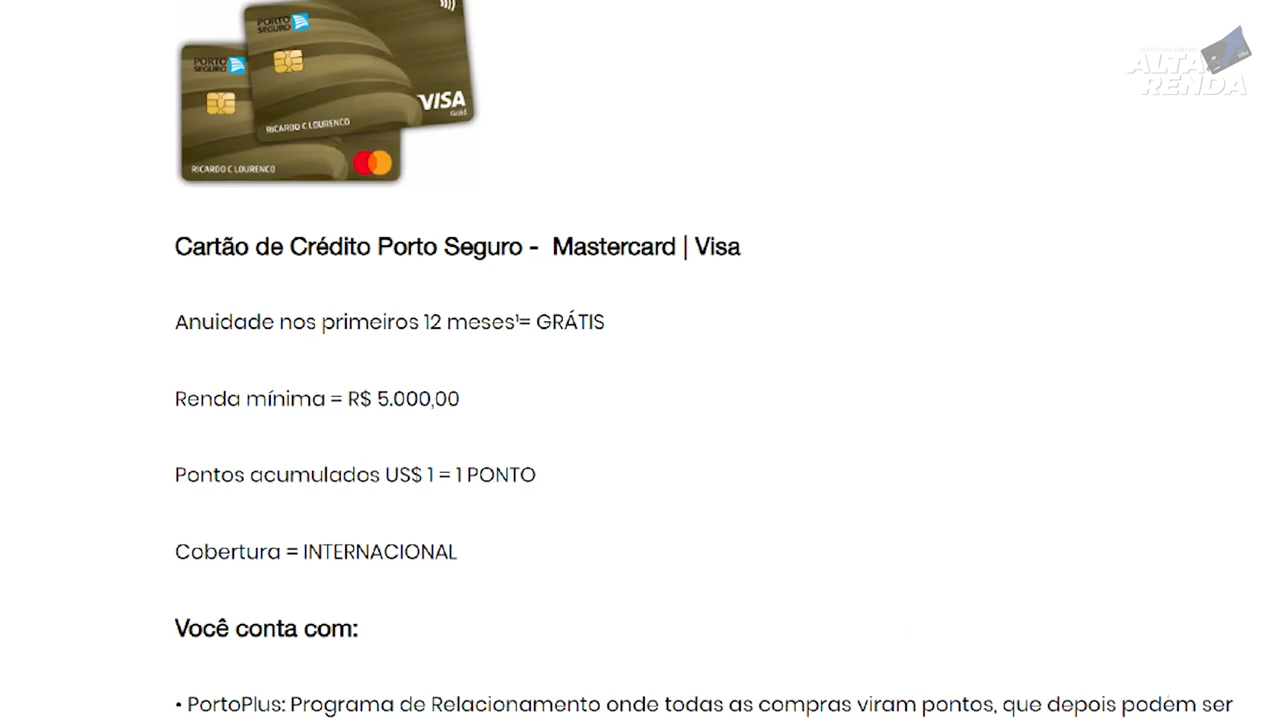 PORTO
SEGURO
PORTO
SEGURO
VISA
Gold
RICARDO C LOURENCO
RICARDO C LOURENCO
ALTA
RENDA
Cartão de Crédito Porto Seguro - Mastercard | Visa
Anuidade nos primeiros 12 meses¹= GRÁTIS
Renda mínima = R$ 5.000,00
Pontos acumulados US$ 1 = 1 PONTO
Cobertura = INTERNACIONAL
Você conta com:
• PortoPlus: Programa de Relacionamento onde todas as compras viram pontos, que depois podem ser